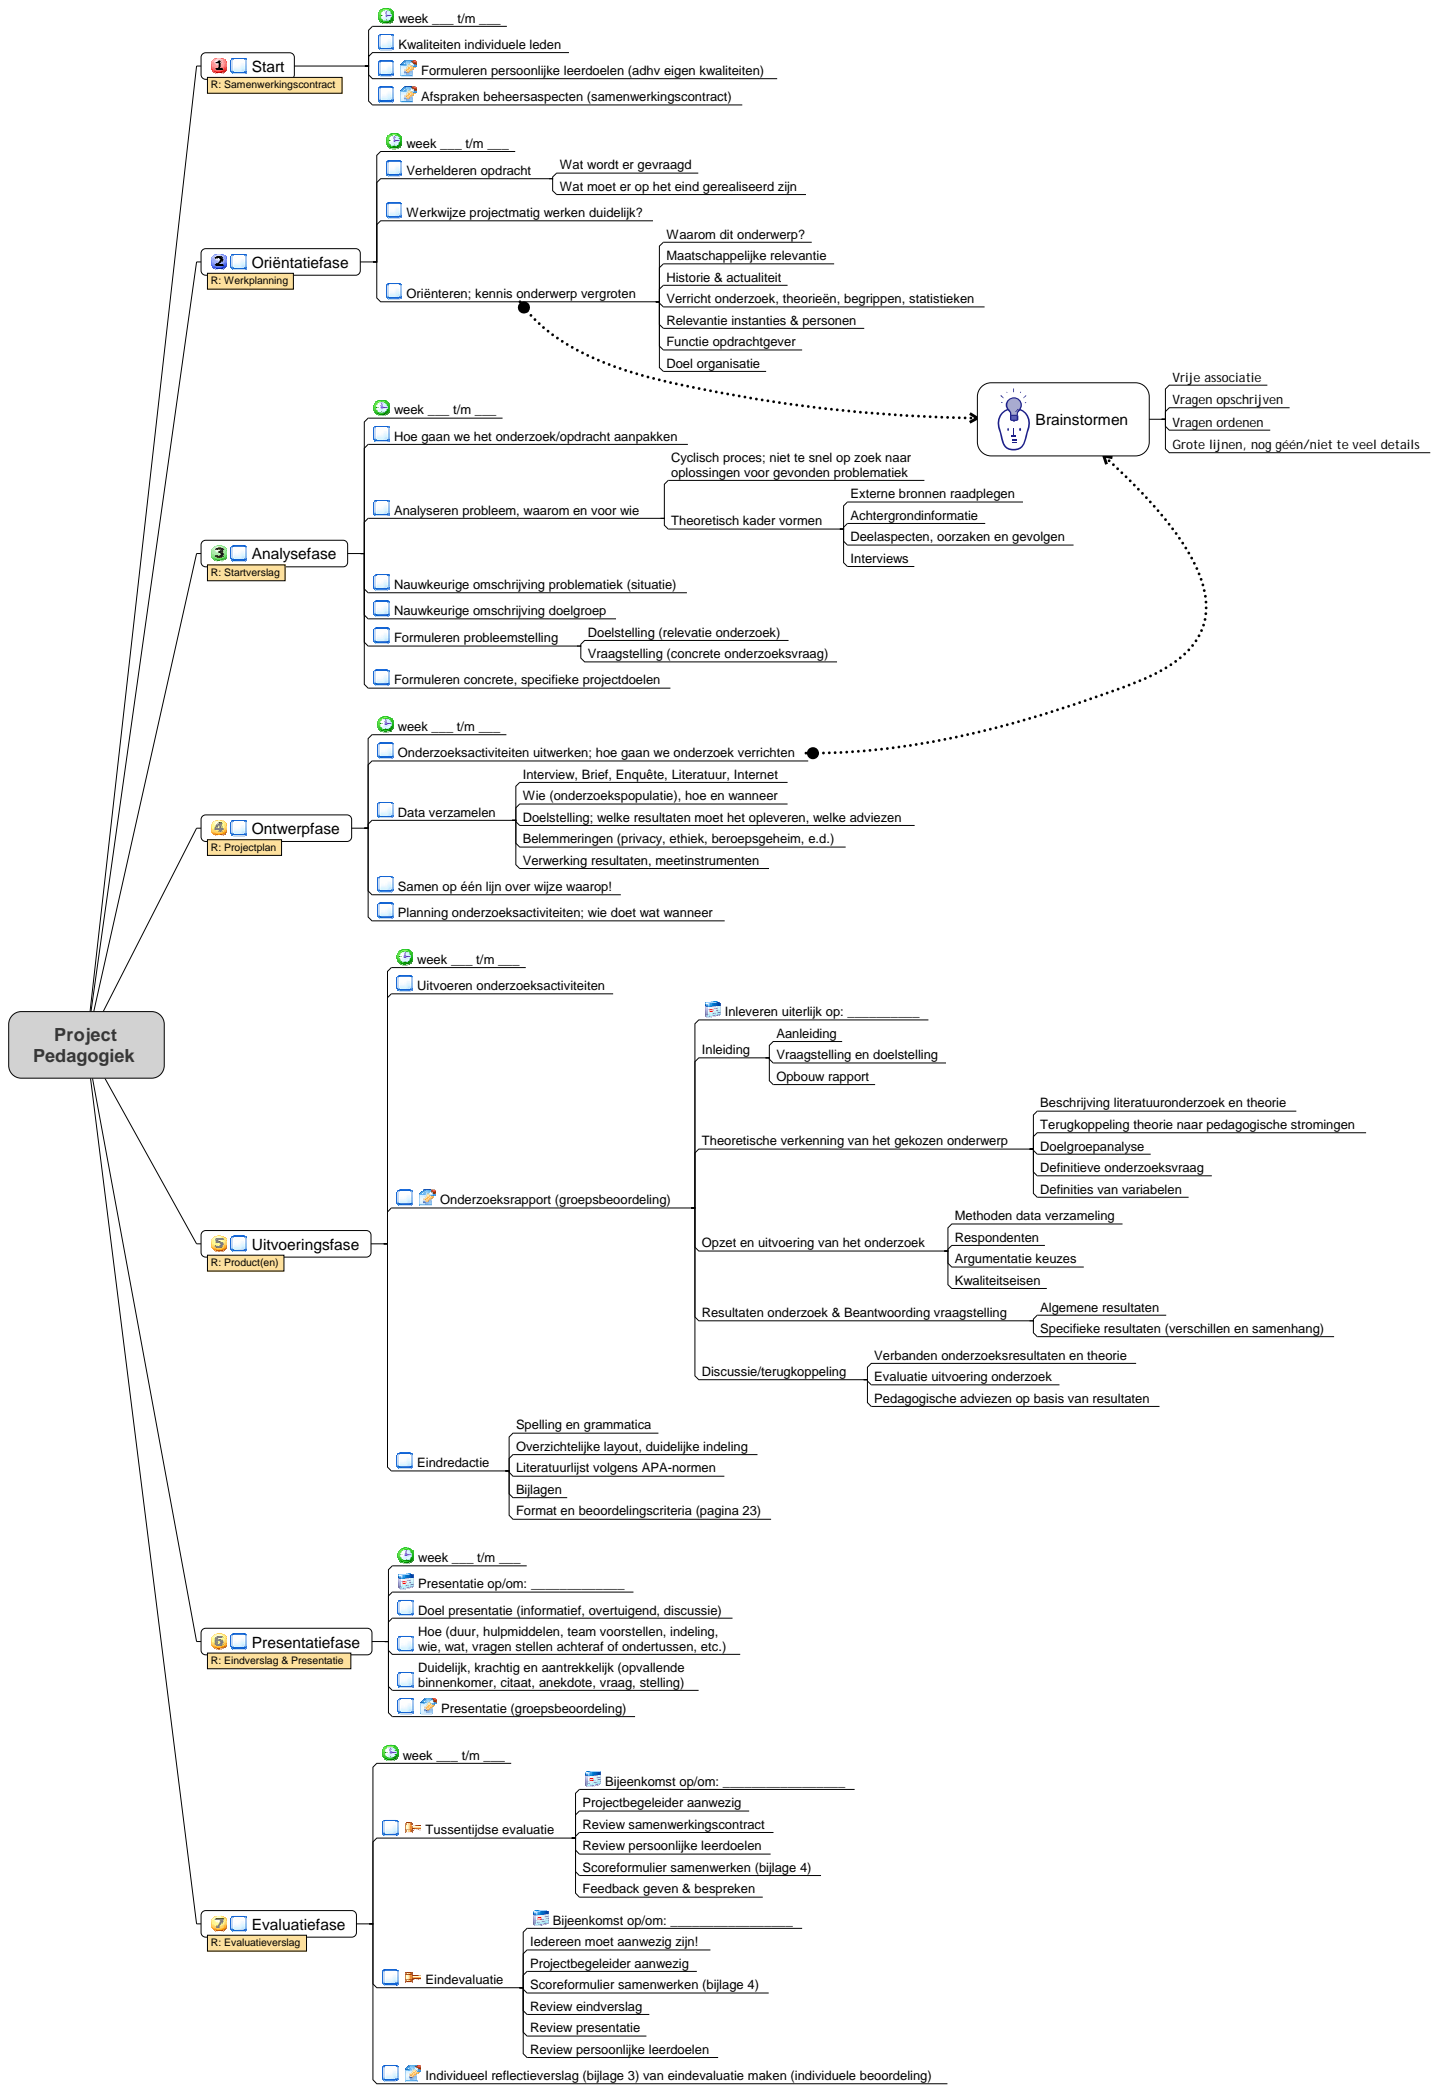 Project
Pedagogiek
1 Start
R: Samenwerkingscontract
week ___ t/m ___
Kwaliteiten individuele leden
Formuleren persoonlijke leerdoelen (adhv eigen kwaliteiten)
Afspraken beheersaspecten (samenwerkingscontract)
2 Oriëntatiefase
R: Werkplanning
week ___ t/m ___
Verhelderen opdracht
Wat wordt er gevraagd
Wat moet er op het eind gerealiseerd zijn
Werkwijze projectmatig werken duidelijk?
Oriënteren; kennis onderwerp vergroten
Waarom dit onderwerp?
Maatschappelijke relevantie
Historie & actualiteit
Verricht onderzoek, theorieën, begrippen, statistieken
Relevantie instanties & personen
Functie opdrachtgever
Doel organisatie
Brainstormen
Vrije associatie
Vragen opschrijven
Vragen ordenen
Grote lijnen, nog géén/niet te veel details
3 Analysefase
R: Startverslag
week ___ t/m ___
Hoe gaan we het onderzoek/opdracht aanpakken
Analyseren probleem, waarom en voor wie
Cyclisch proces; niet te snel op zoek naar
oplossingen voor gevonden problematiek
Theoretisch kader vormen
Externe bronnen raadplegen
Achtergrondinformatie
Deelaspecten, oorzaken en gevolgen
Interviews
Nauwkeurige omschrijving problematiek (situatie)
Nauwkeurige omschrijving doelgroep
Formuleren probleemstelling
Doelstelling (relevatie onderzoek)
Vraagstelling (concrete onderzoeksvraag)
Formuleren concrete, specifieke projectdoelen
4 Ontwerpfase
R: Projectplan
week ___ t/m ___
Onderzoeksactiviteiten uitwerken; hoe gaan we onderzoek verrichten
Data verzamelen
Interview, Brief, Enquête, Literatuur, Internet
Wie (onderzoekspopulatie), hoe en wanneer
Doelstelling; welke resultaten moet het opleveren, welke adviezen
Belemmeringen (privacy, ethiek, beroepsgeheim, e.d.)
Verwerking resultaten, meetinstrumenten
Samen op één lijn over wijze waarop!
Planning onderzoeksactiviteiten; wie doet wat wanneer
5 Uitvoeringsfase
R: Product(en)
week ___ t/m ___
Uitvoeren onderzoeksactiviteiten
Onderzoeksrapport (groepsbeoordeling)
Inleveren uiterlijk op: __________
Inleiding
Aanleiding
Vraagstelling en doelstelling
Opbouw rapport
Theoretische verkenning van het gekozen onderwerp
Beschrijving literatuuronderzoek en theorie
Terugkoppeling theorie naar pedagogische stromingen
Doelgroepanalyse
Definitieve onderzoeksvraag
Definities van variabelen
Opzet en uitvoering van het onderzoek
Methoden data verzameling
Respondenten
Argumentatie keuzes
Kwaliteitseisen
Resultaten onderzoek & Beantwoording vraagstelling
Algemene resultaten
Specifieke resultaten (verschillen en samenhang)
Discussie/terugkoppeling
Verbanden onderzoeksresultaten en theorie
Evaluatie uitvoering onderzoek
Pedagogische adviezen op basis van resultaten
Eindredactie
Spelling en grammatica
Overzichtelijke layout, duidelijke indeling
Literatuurlijst volgens APA-normen
Bijlagen
Format en beoordelingscriteria (pagina 23)
6 Presentatiefase
R: Eindverslag & Presentatie
week ___ t/m ___
Presentatie op/om: _____________
Doel presentatie (informatief, overtuigend, discussie)
Hoe (duur, hulpmiddelen, team voorstellen, indeling,
wie, wat, vragen stellen achteraf of ondertussen, etc.)
Duidelijk, krachtig en aantrekkelijk (opvallende
binnenkomer, citaat, anekdote, vraag, stelling)
Presentatie (groepsbeoordeling)
7 Evaluatiefase
R: Evaluatieverslag
week ___ t/m ___
Tussentijdse evaluatie
Bijeenkomst op/om: _________________
Projectbegeleider aanwezig
Review samenwerkingscontract
Review persoonlijke leerdoelen
Scoreformulier samenwerken (bijlage 4)
Feedback geven & bespreken
Eindevaluatie
Bijeenkomst op/om: _________________
Iedereen moet aanwezig zijn!
Projectbegeleider aanwezig
Scoreformulier samenwerken (bijlage 4)
Review eindverslag
Review presentatie
Review persoonlijke leerdoelen
Individueel reflectieverslag (bijlage 3) van eindevaluatie maken (individuele beoordeling)